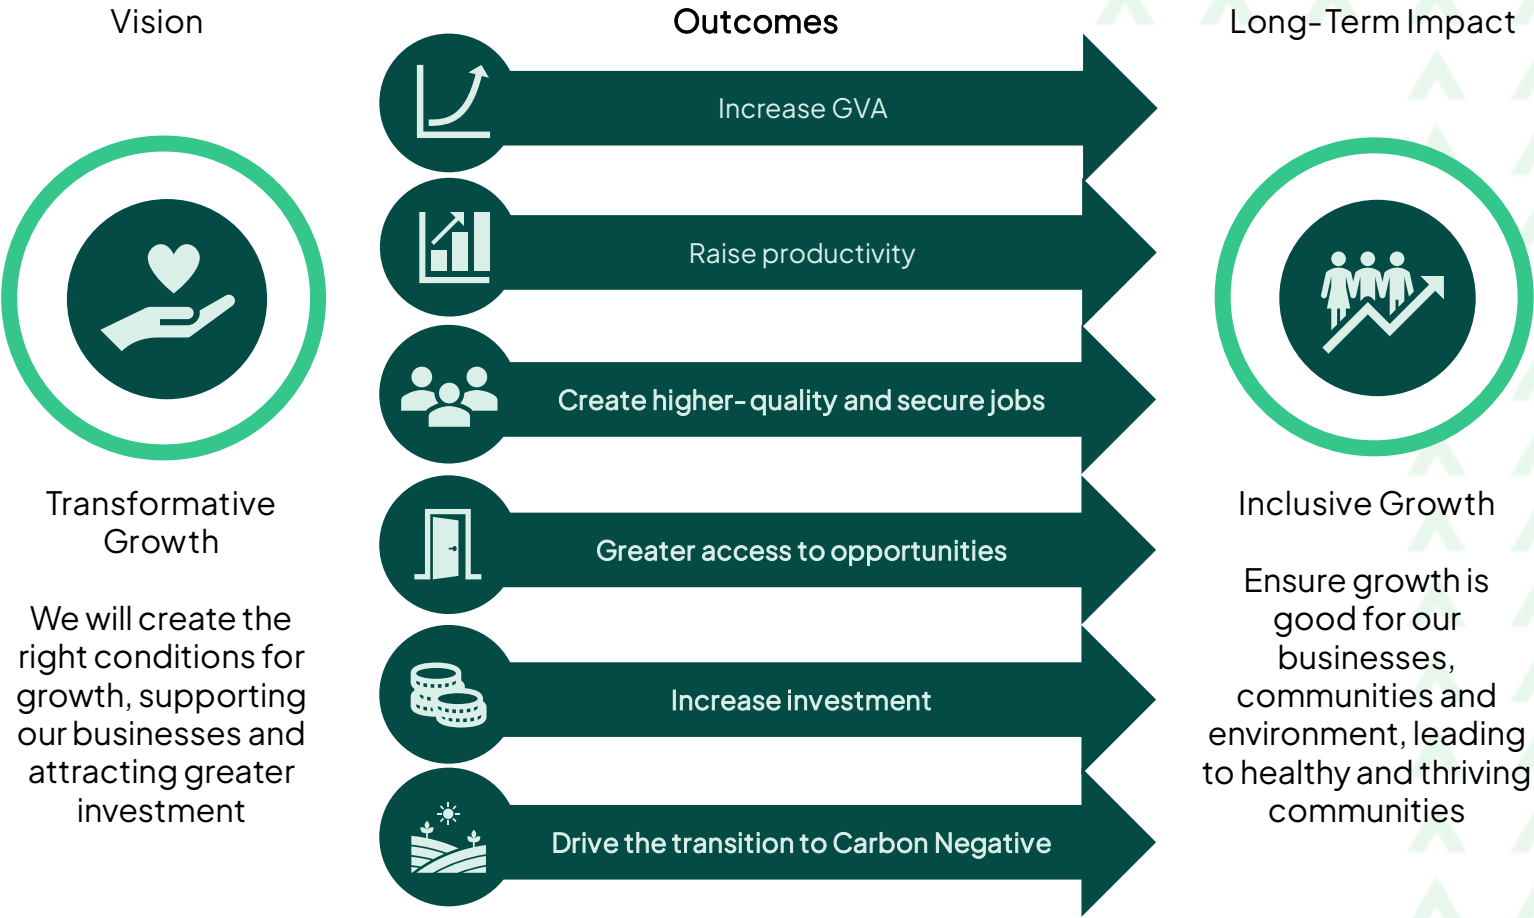 Vision
Transformative
Growth
We will create the
right conditions for
growth, supporting
our businesses and
attracting greater
investment
Outcomes
Increase GVA
Raise productivity
Create higher-quality and secure jobs
Greater access to opportunities
Increase investment
Drive the transition to Carbon Negative
Long-Term Impact
Inclusive Growth
Ensure growth is
good for our
businesses,
communities and
environment, leading
to healthy and thriving
communities